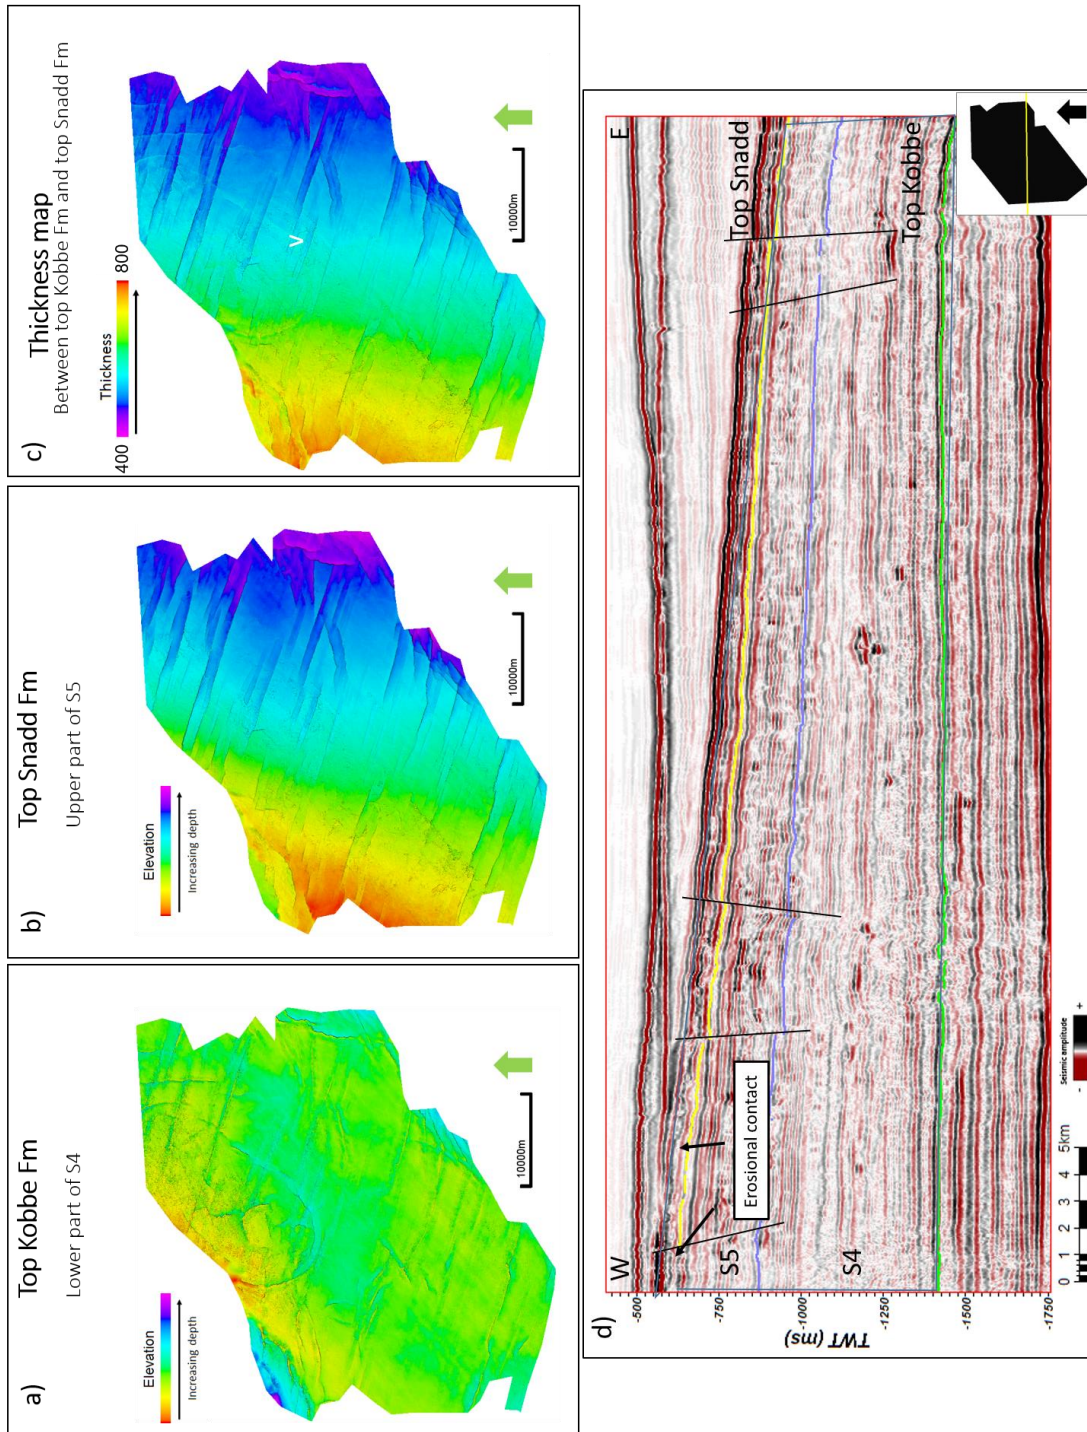 a)
Top Kobbe Fm
Lower part of S4
Elevation
Increasing depth
10000m
b)
Top Snadd Fm
Upper part of S5
Elevation
Increasing depth
10000m
c)
Thickness map
Between top Kobbe Fm and top Snadd Fm
Thickness
400
800
V
10000m
d)
W
E
Top Snadd
Top Kobbe
S5
S4
Erosional contact
TWT (ms)
-500
-750
-1000
-1250
-1500
-1750
0 1 2 3 4 5km
Seismic amplitude
- +